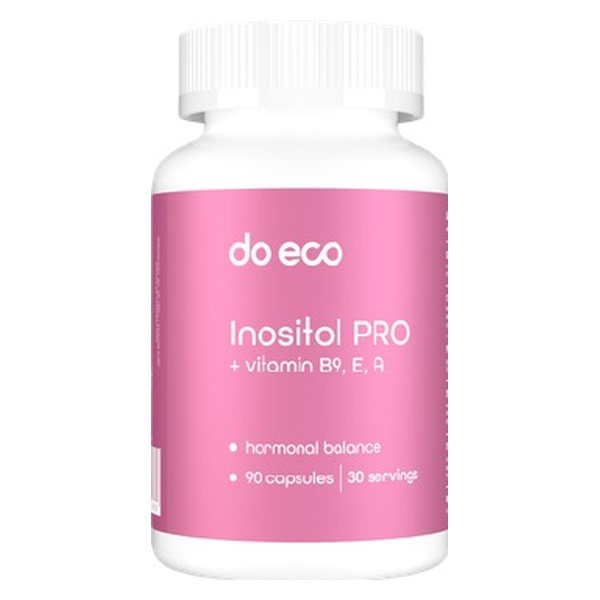 do eco
Inositol PRO
+ vitamin B9, E, A
• hormonal balance
• 90 capsules | 30 servings